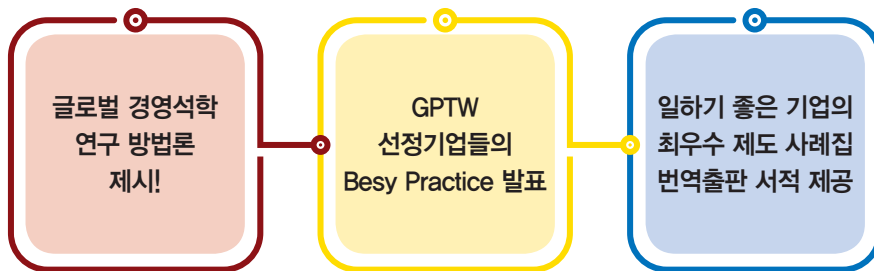 글로벌 경영석학
연구 방법론
제시!
GPTW
선정기업들의
Besy Practice 발표
일하기 좋은 기업의
최우수 제도 사례집
번역출판 서적 제공